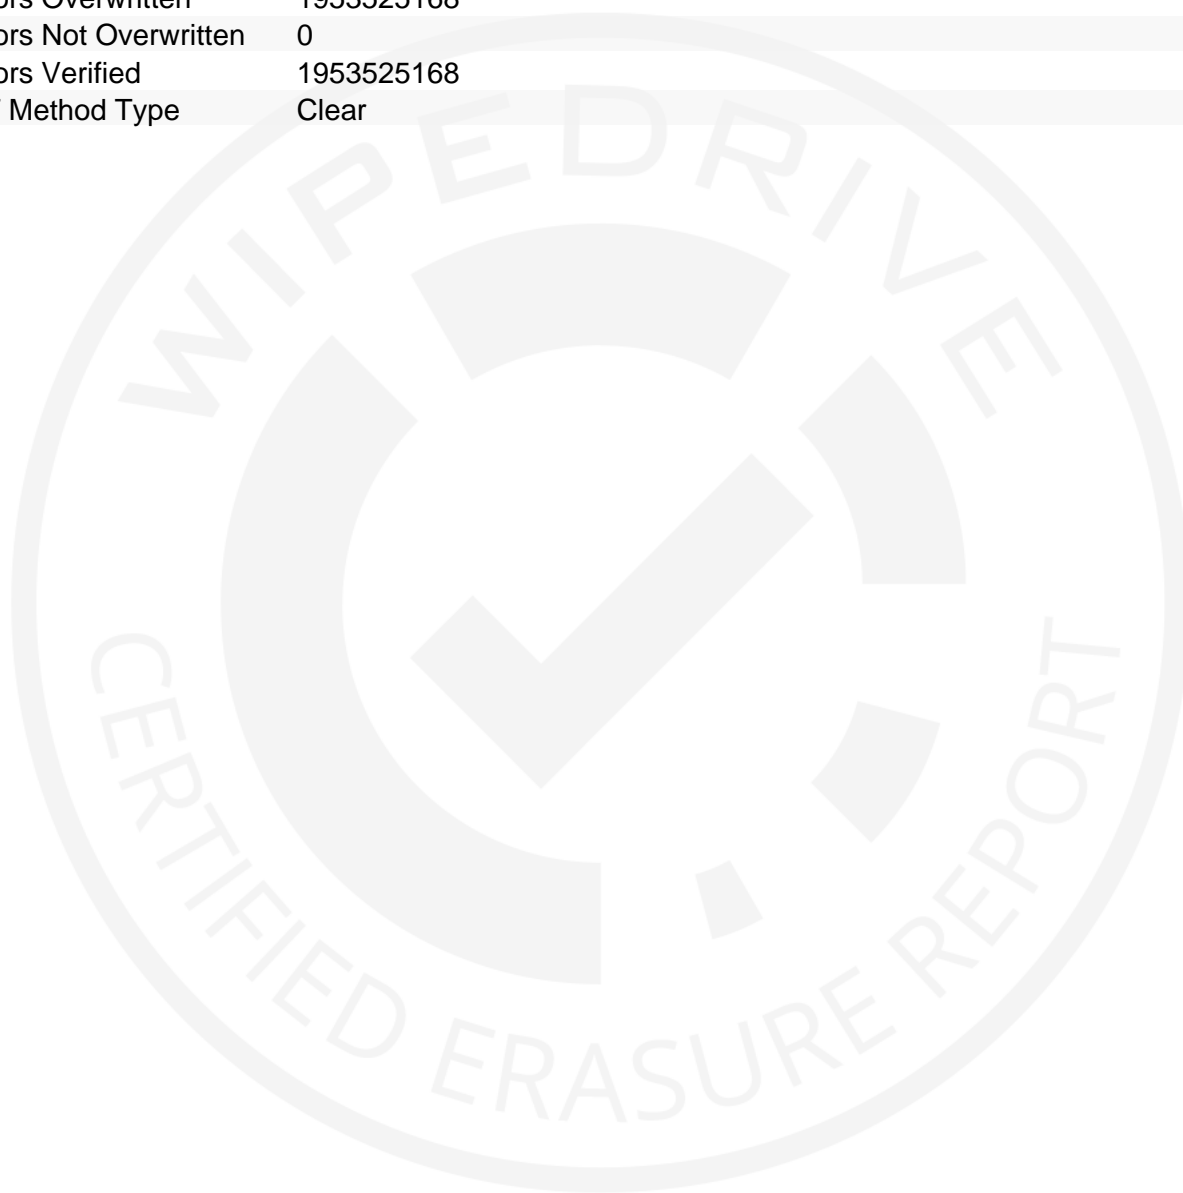 ors Overwritten 1953525168
ors Not Overwritten 0
ors Verified 1953525168
Method Type Clear
WIPEDRIVE
CERTIFIED ERASURE REPORT